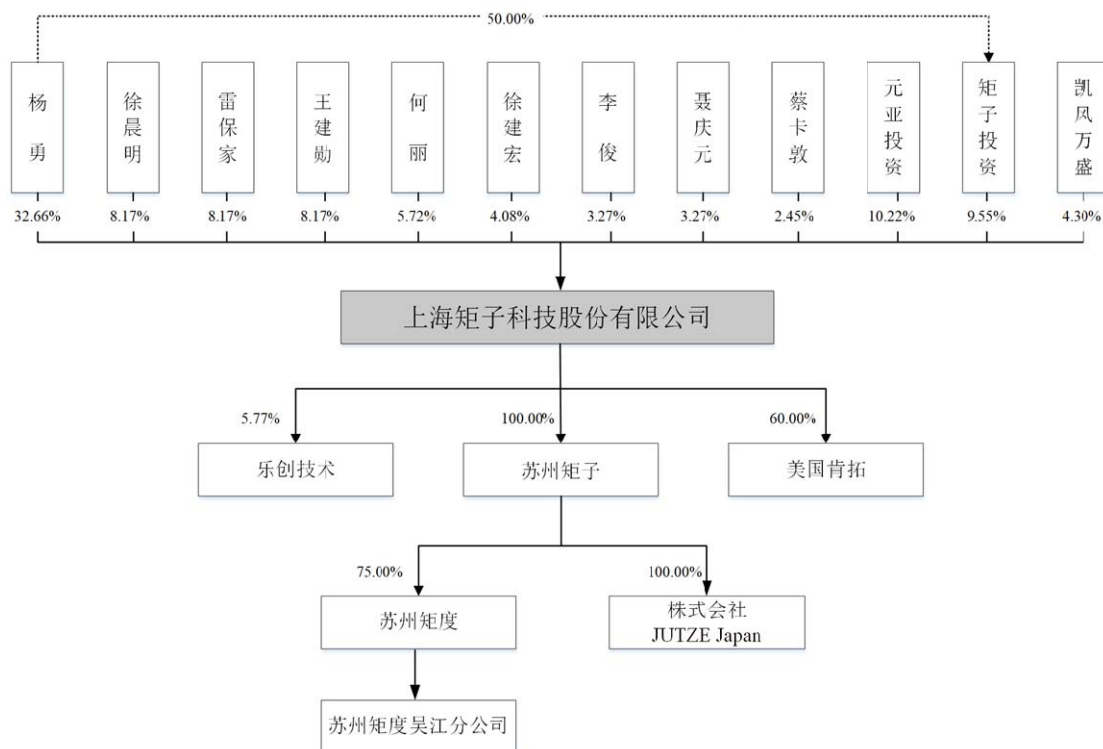 50.00%
杨勇
徐晨明
雷保家
王建勋
何丽
徐建宏
李俊
聂庆元
蔡卡敦
元亚投资
矩子投资
凯风万盛
32.66%
8.17%
8.17%
8.17%
5.72%
4.08%
3.27%
3.27%
2.45%
10.22%
9.55%
4.30%
上海矩子科技股份有限公司
5.77%
100.00%
60.00%
乐创技术
苏州矩子
美国肯拓
75.00%
100.00%
苏州矩度
株式会社
JUTZE Japan
苏州矩度吴江分公司